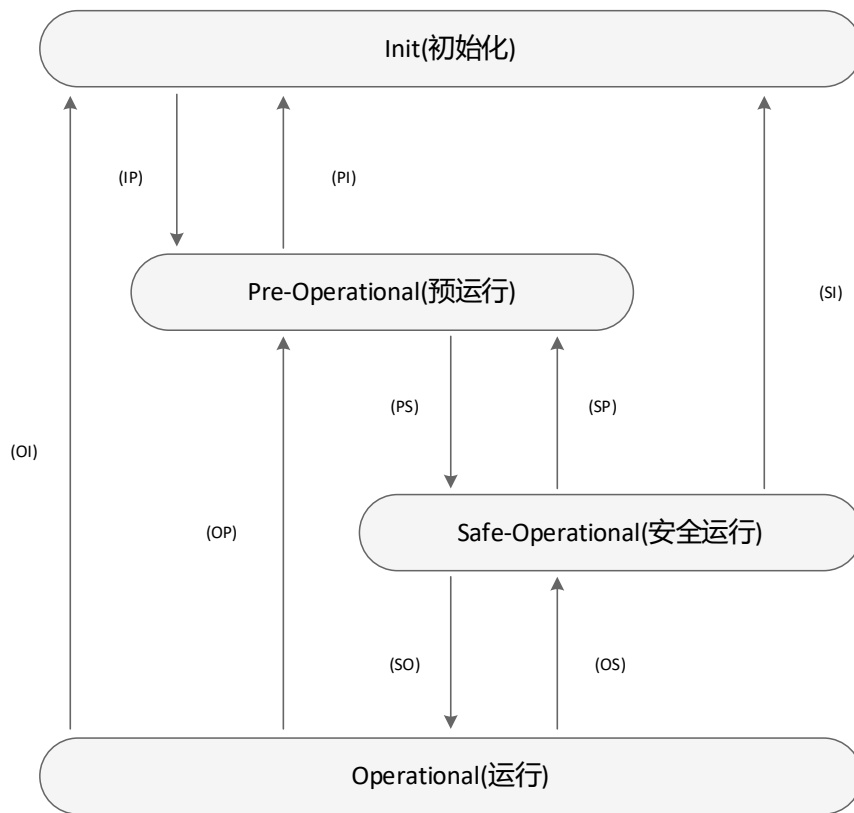 Init(初始化)
(IP)
(PI)
Pre-Operational(预运行)
(SI)
(PS)
(SP)
(OI)
Safe-Operational(安全运行)
(OP)
(SO)
(OS)
Operational(运行)